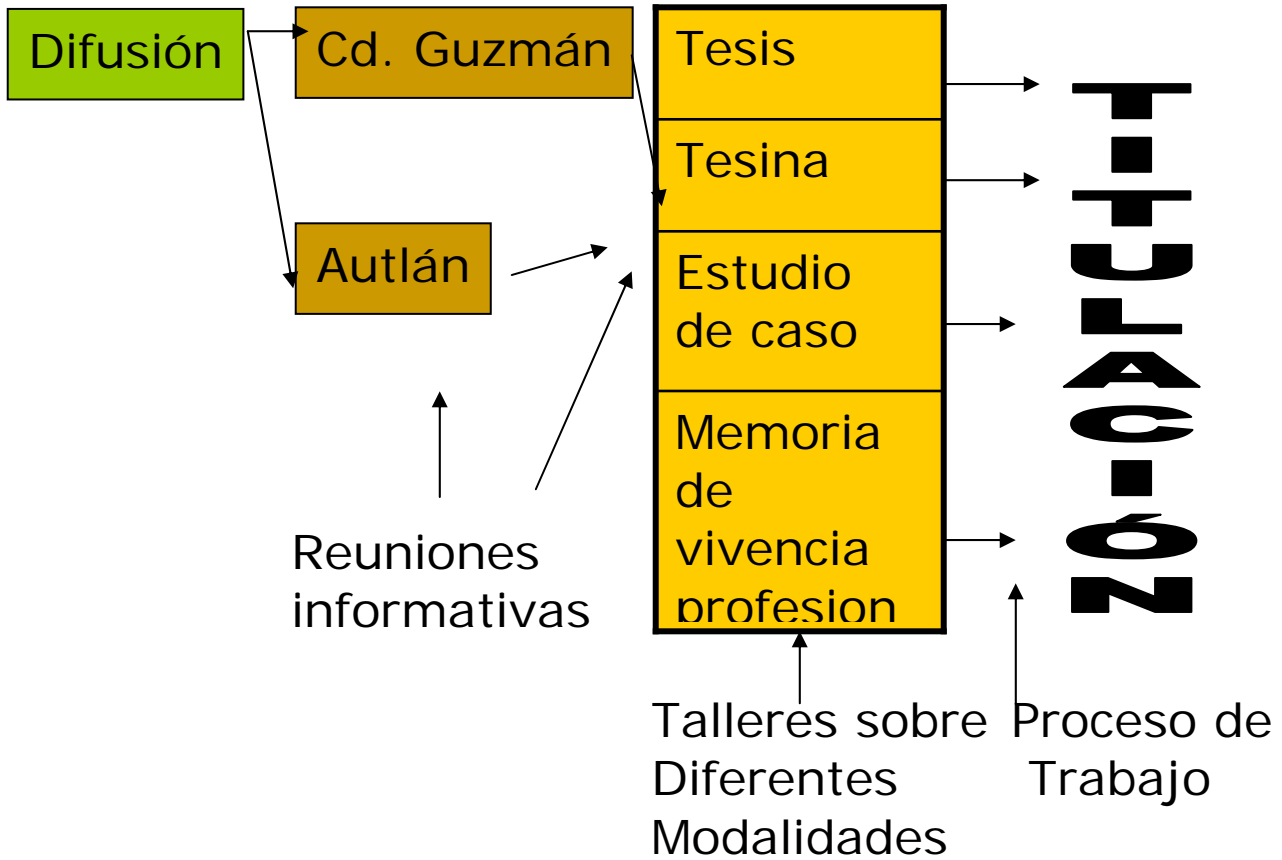 Difusión
Cd. Guzmán
Autlán
Reuniones
informativas
Tesis
Tesina
Estudio
de caso
Memoria
de
vivencia
profesion
Talleres sobre
Diferentes
Modalidades
Proceso de
Trabajo
TITULACIÓN